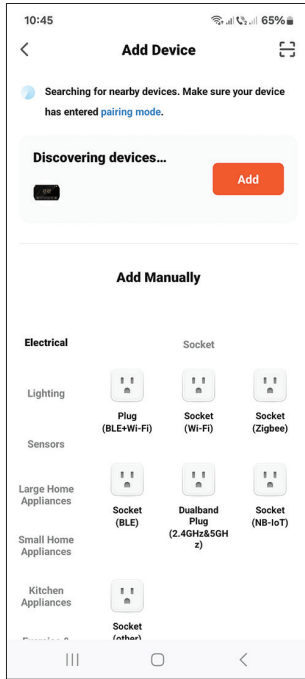 10:45
65%
Add Device
Searching for nearby devices. Make sure your device
has entered pairing mode.
Discovering devices...
Add
Add Manually
Electrical
Socket
Lighting
Plug
(BLE+Wi-Fi)
Socket
(Wi-Fi)
Socket
(Zigbee)
Sensors
Large Home
Appliances
Socket
(BLE)
Dualband
Plug
(2.4GHz&5GH
z)
Socket
(NB-IoT)
Small Home
Appliances
Kitchen
Appliances
Socket
(other)
Exercise &